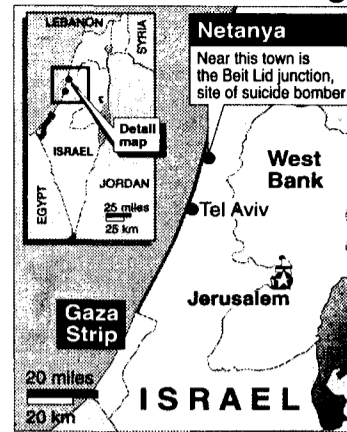 LEBANON
SYRIA
Detail
map
ISRAEL
JORDAN
EGYPT
25 miles
25 km
Netanya
Near this town is
the Beit Lid junction,
site of suicide bomber
West
Bank
Tel Aviv
Jerusalem
Gaza
Strip
20 miles
20 km
ISRAEL